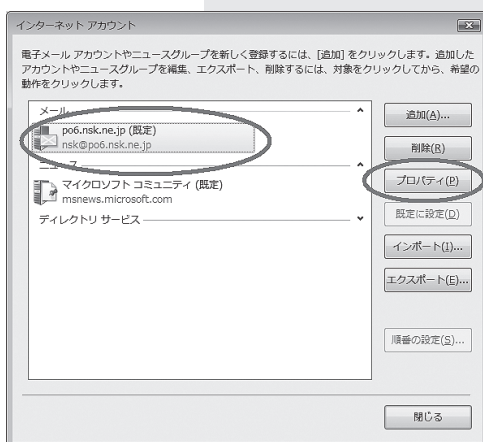 インターネット アカウント
電子メール アカウントやニュースグループを新しく登録するには、[追加] をクリックします。追加した
アカウントやニュースグループを編集、エクスポート、削除するには、対象をクリックしてから、希望の
動作をクリックします。
メール
po6.nsk.ne.jp (既定)
nsk@po6.nsk.ne.jp
ニュース
マイクロソフト コミュニティ (既定)
msnews.microsoft.com
ディレクトリ サービス
追加(A)...
削除(R)
プロパティ(P)
既定に設定(D)
インポート(I)...
エクスポート(E)...
順番の設定(S)...
閉じる